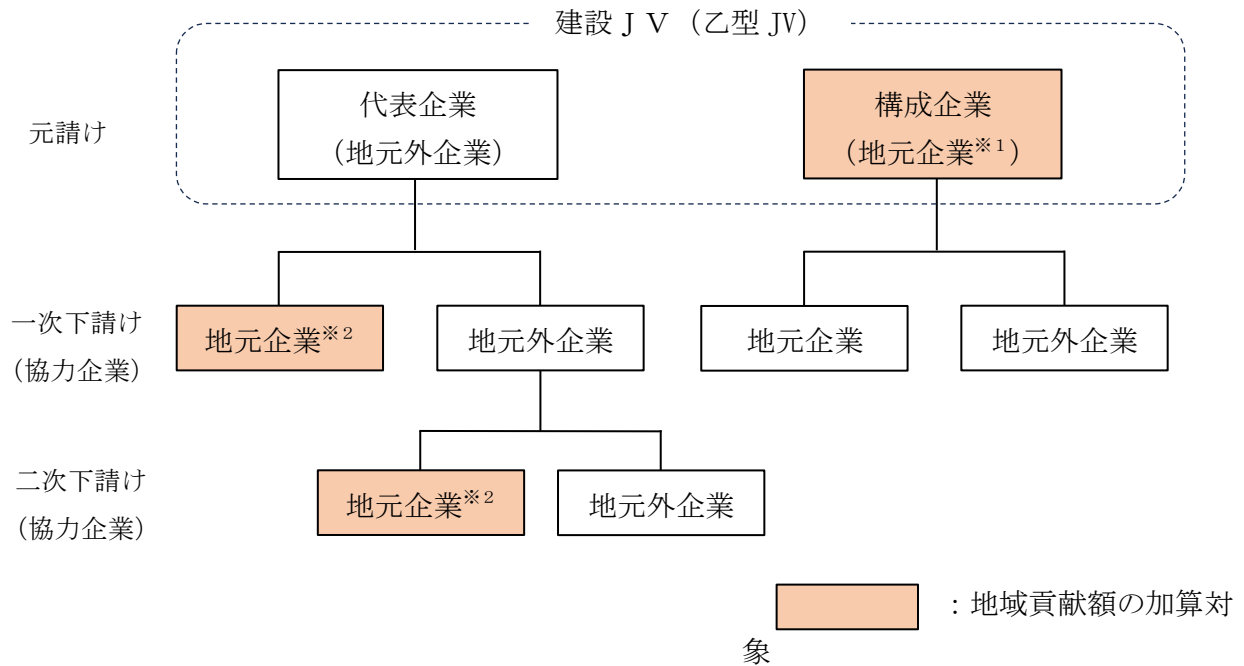 建設ＪＶ（乙型 JV）
元請け
代表企業
（地元外企業）
構成企業
（地元企業※1）
一次下請け
（協力企業）
地元企業※2
地元外企業
地元企業
地元外企業
二次下請け
（協力企業）
地元企業※2
地元外企業
：地域貢献額の加算対
象